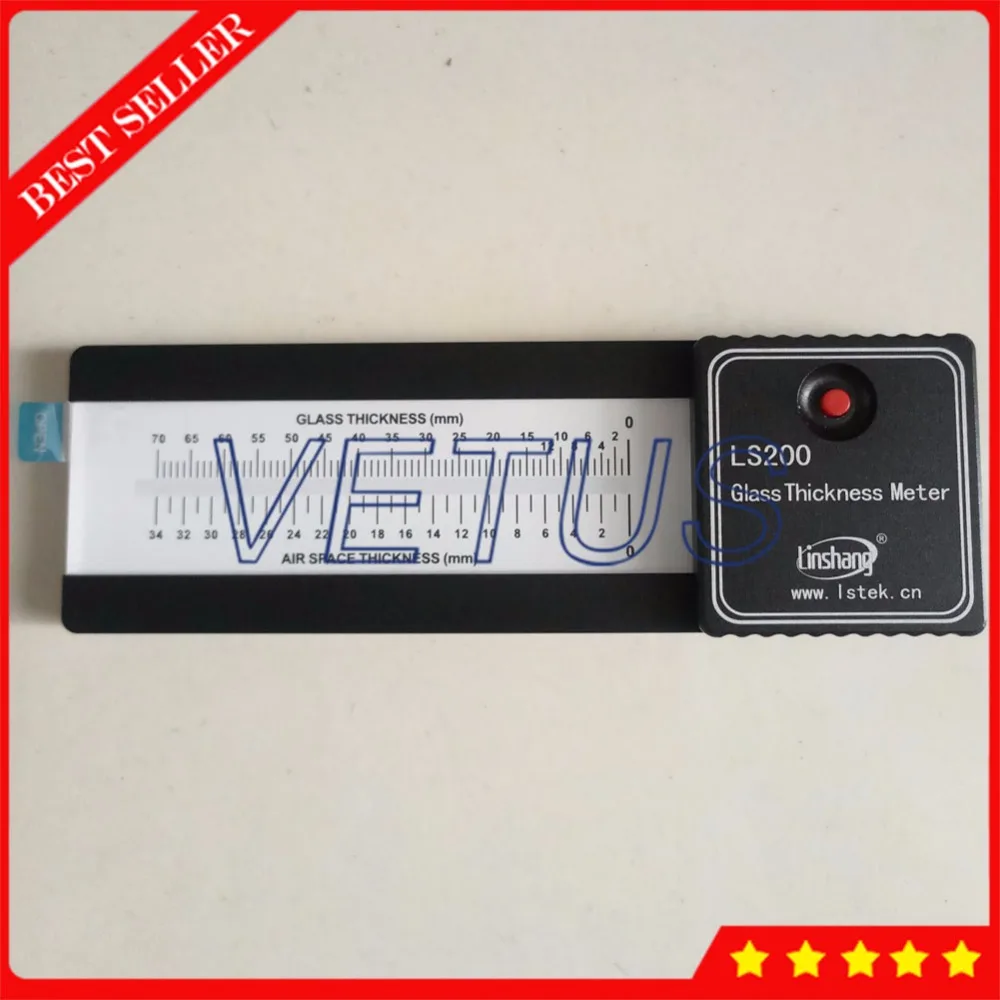 BEST SELLER
GLASS THICKNESS (mm)
70 65 60 55 50 45 40 35 30 25 20 15 12 10 6 4 2 0
34 32 30 28 26 24 22 20 18 16 14 12 10 8 6 4 2 0
AIR SPACE THICKNESS (mm)
VETUS
LS200
Glass Thickness Meter
Linshang®
www.lstek.cn